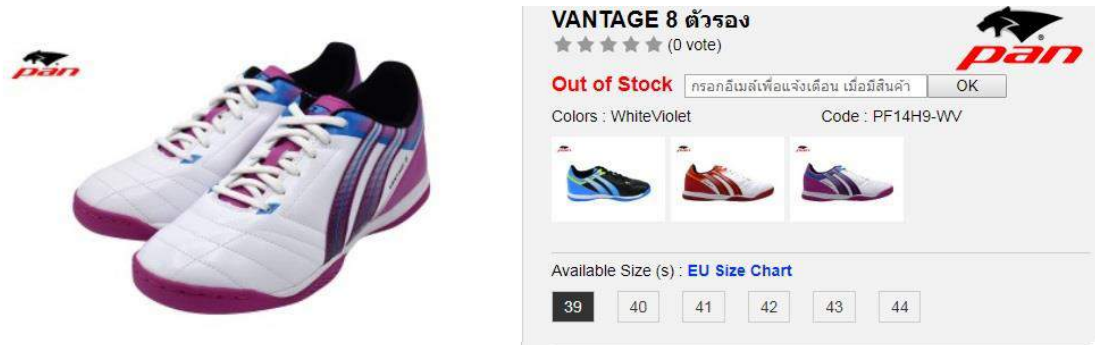 pan
VANTAGE 8 ตัวรอง
(0 vote)
pan
Out of Stock กรอกอีเมล์เพื่อแจ้งเตือน เมื่อมีสินค้า OK
Colors : WhiteViolet Code : PF14H9-WV
Available Size (s) : EU Size Chart
39 40 41 42 43 44